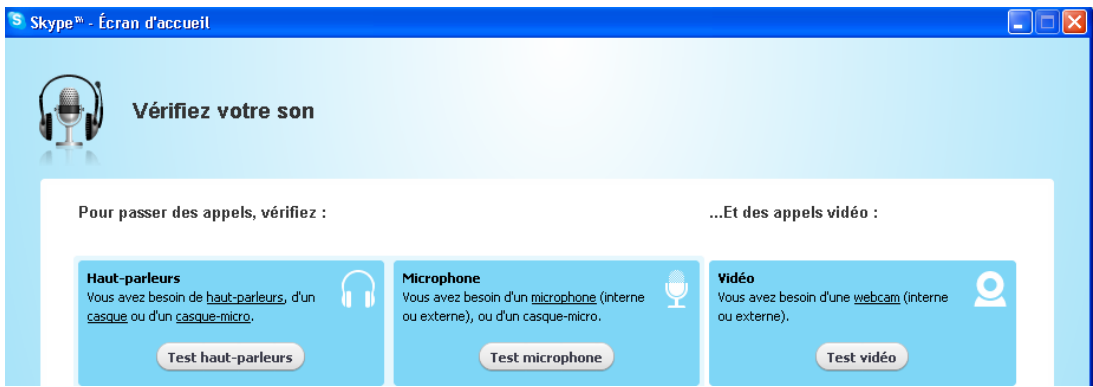 Skype™ - Écran d'accueil
Vérifiez votre son
Pour passer des appels, vérifiez :
...Et des appels vidéo :
Haut-parleurs
Vous avez besoin de haut-parleurs, d'un
casque ou d'un casque-micro.
Test haut-parleurs
Microphone
Vous avez besoin d'un microphone (interne
ou externe), ou d'un casque-micro.
Test microphone
Vidéo
Vous avez besoin d'une webcam (interne
ou externe).
Test vidéo